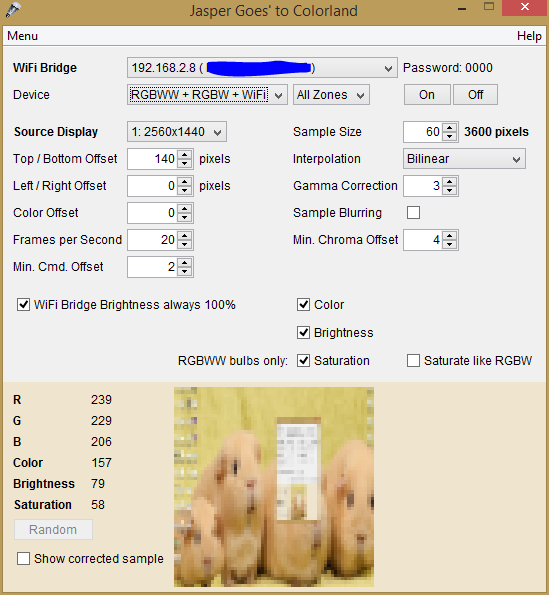 Jasper Goes' to Colorland
Menu Help
WiFi Bridge 192.168.2.8 ( ) Password: 0000
Device RGBWW + RGBW + WiFi All Zones On Off
Source Display 1: 2560x1440 Sample Size 60 3600 pixels
Top / Bottom Offset 140 pixels Interpolation Bilinear
Left / Right Offset 0 pixels Gamma Correction 3
Color Offset 0 Sample Blurring
Frames per Second 20 Min. Chroma Offset 4
Min. Cmd. Offset 2
WiFi Bridge Brightness always 100% Color
Brightness
RGBWW bulbs only: Saturation Saturate like RGBW
R 239
G 229
B 206
Color 157
Brightness 79
Saturation 58
Random
Show corrected sample